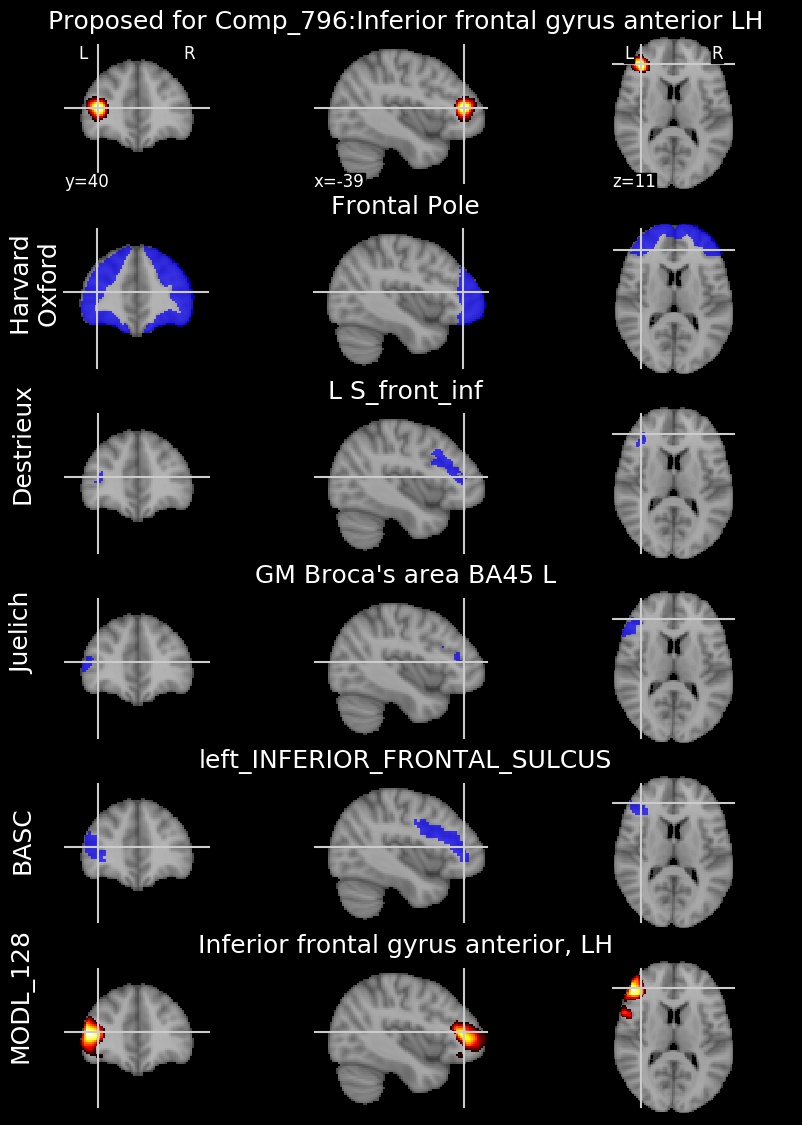 Proposed for Comp_796:Inferior frontal gyrus anterior LH
L R
L R
y=40
x=-39
z=11
Frontal Pole
Harvard
Oxford
L S_front_inf
Destrieux
GM Broca's area BA45 L
Juelich
left_INFERIOR_FRONTAL_SULCUS
BASC
Inferior frontal gyrus anterior, LH
MODL_128